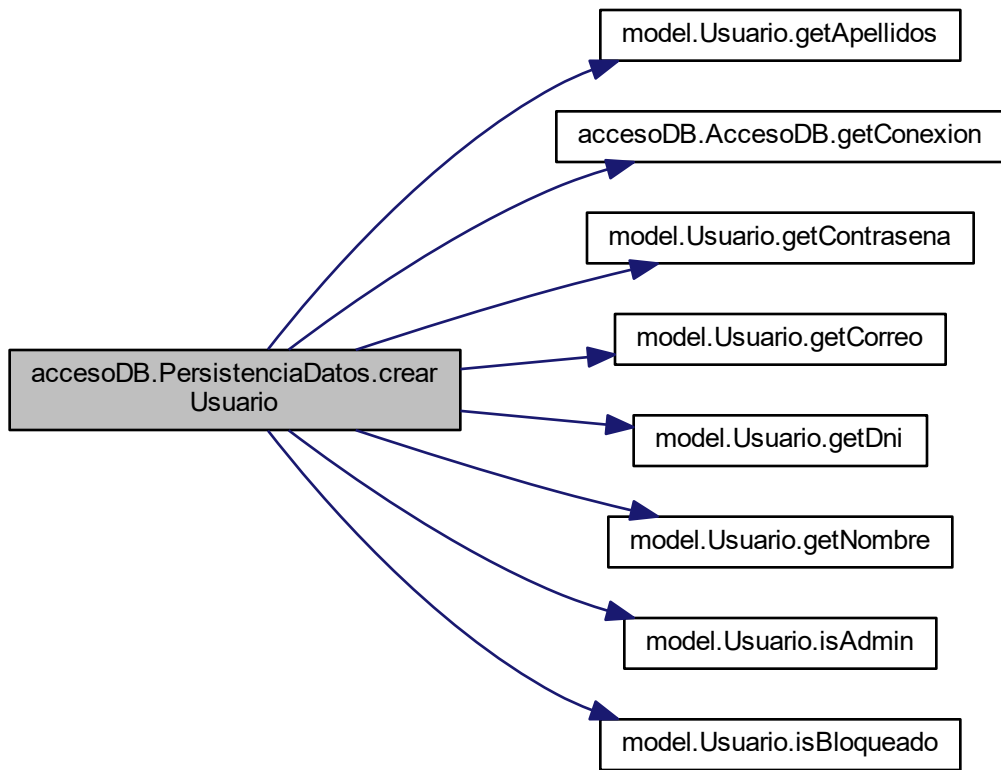 model.Usuario.getApellidos
accesoDB.AccesoDB.getConexion
model.Usuario.getContrasena
model.Usuario.getCorreo
accesoDB.PersistenciaDatos.crear
Usuario
model.Usuario.getDni
model.Usuario.getNombre
model.Usuario.isAdmin
model.Usuario.isBloqueado